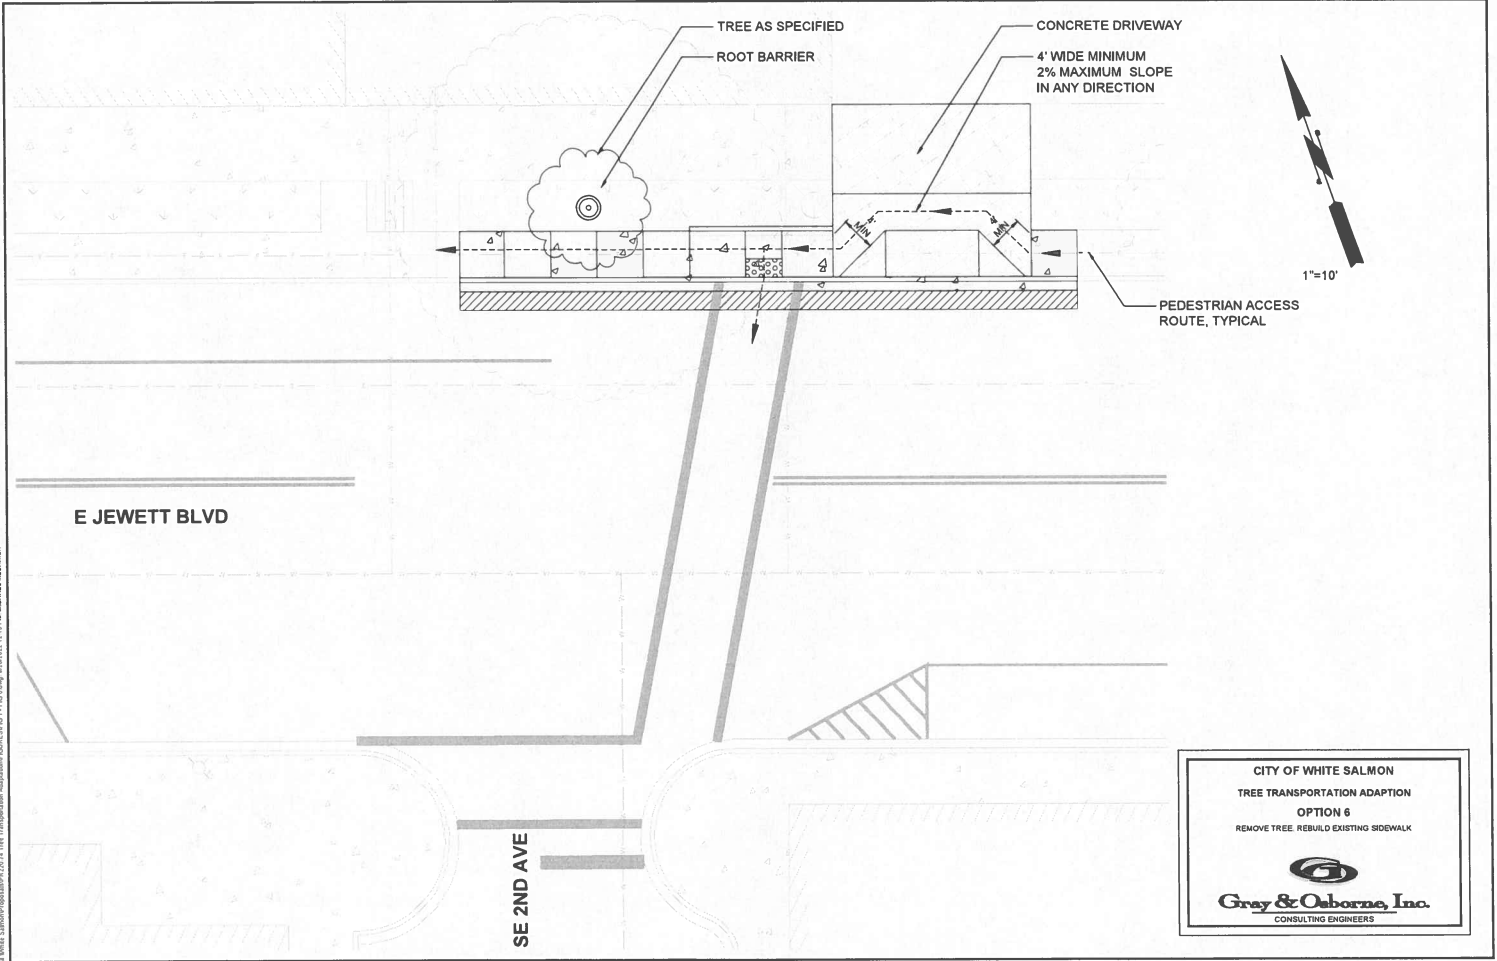 TREE AS SPECIFIED
ROOT BARRIER
CONCRETE DRIVEWAY
4' WIDE MINIMUM
2% MAXIMUM SLOPE
IN ANY DIRECTION
4'
MIN
4'
MIN
1"=10'
PEDESTRIAN ACCESS
ROUTE, TYPICAL
E JEWETT BLVD
SE 2ND AVE
CITY OF WHITE SALMON
TREE TRANSPORTATION ADAPTION
OPTION 6
REMOVE TREE. REBUILD EXISTING SIDEWALK
Gray & Osborne, Inc.
CONSULTING ENGINEERS